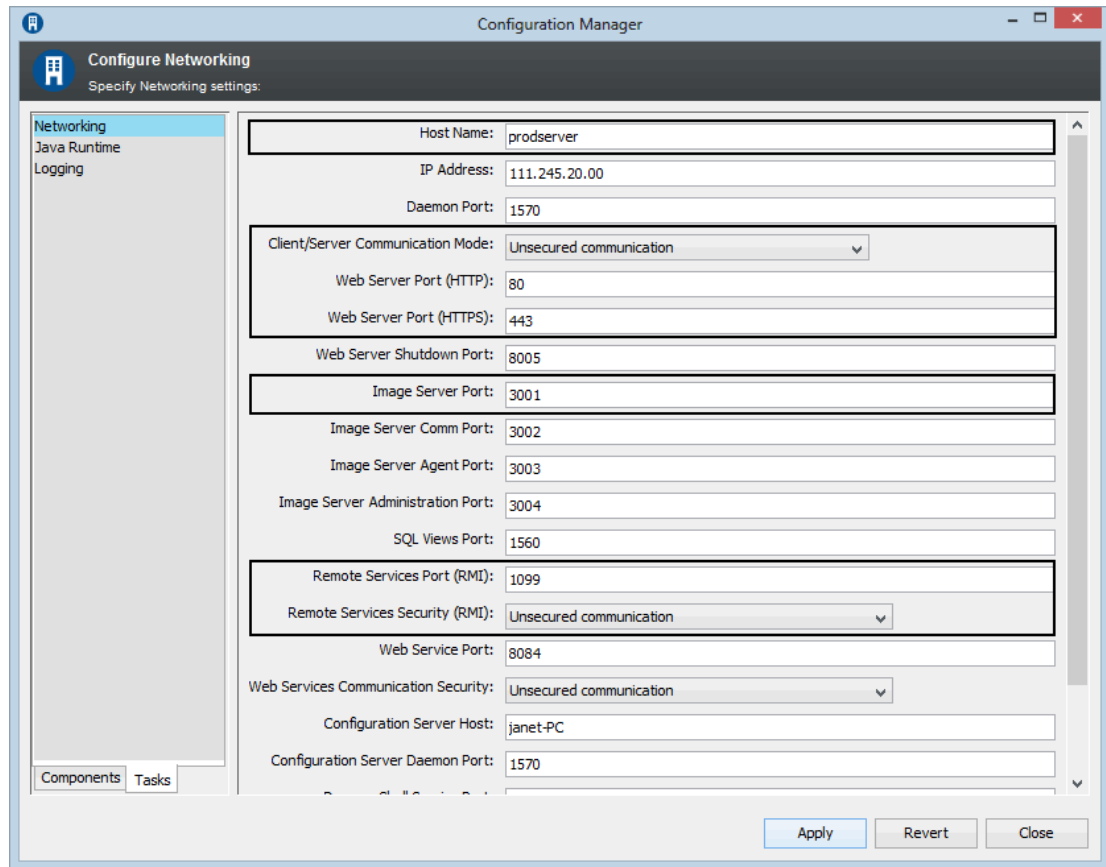 Configuration Manager
Configure Networking
Specify Networking settings:
Networking
Java Runtime
Logging
Host Name: prodserver
IP Address: 111.245.20.00
Daemon Port: 1570
Client/Server Communication Mode: Unsecured communication
Web Server Port (HTTP): 80
Web Server Port (HTTPS): 443
Web Server Shutdown Port: 8005
Image Server Port: 3001
Image Server Comm Port: 3002
Image Server Agent Port: 3003
Image Server Administration Port: 3004
SQL Views Port: 1560
Remote Services Port (RMI): 1099
Remote Services Security (RMI): Unsecured communication
Web Service Port: 8084
Web Services Communication Security: Unsecured communication
Configuration Server Host: janet-PC
Configuration Server Daemon Port: 1570
Components Tasks
Apply Revert Close